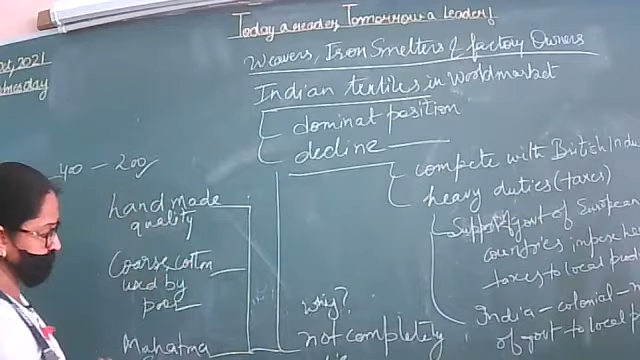 Today a reader, Tomorrow a leader!
Oct, 2021
Weavers, Iron Smelters & factory Owners
Indian textiles in World market
dominat position
decline
compete with British Indu
heavy duties (taxes)
Support of govt of European
countries
taxes to local prod
India - colonial - n
of govt to local p
400 - 200
hand made
quality
Coarse Cotton
used by
poor
Mahatma
why?
not completely